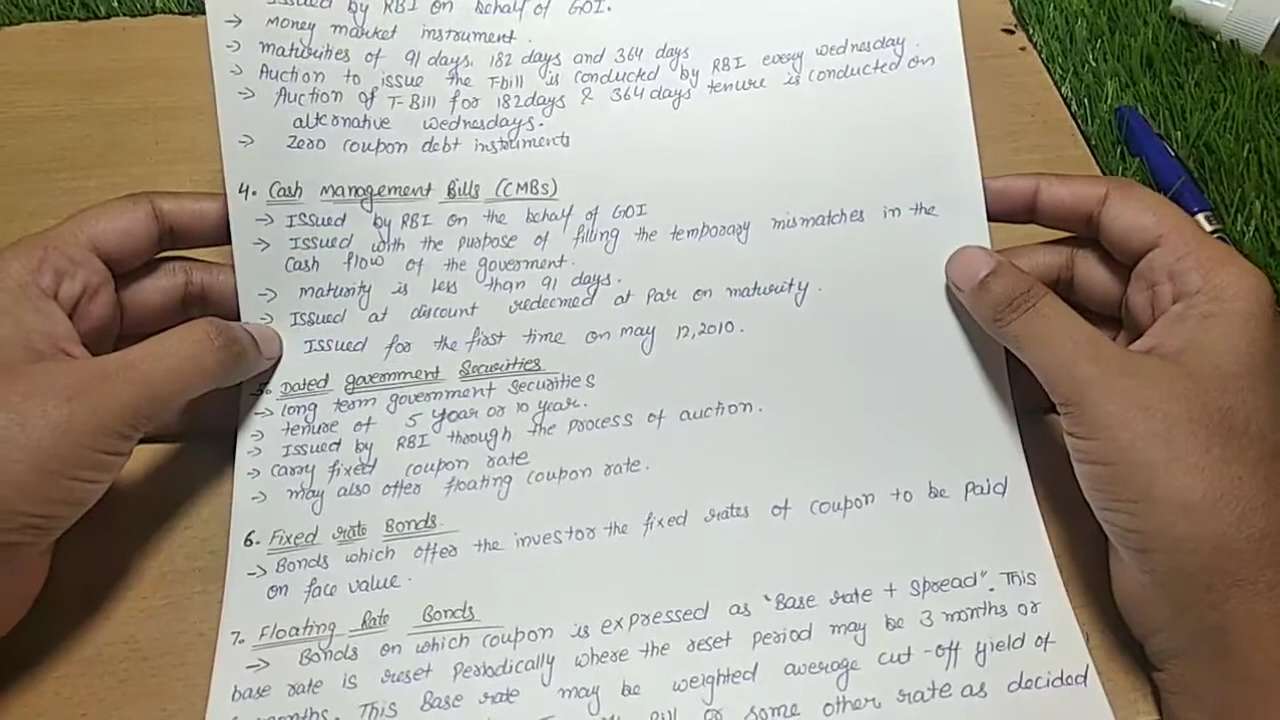 Issued by RBI on behalf of GOI.
→ Money market instrument.
→ maturities of 91 days, 182 days and 364 days
→ Auction to issue the T-bill is conducted by RBI every wednesday.
→ Auction of T-Bill for 182days & 364 days tenure is conducted on
alternative wednesdays.
→ Zero coupon debt instruments
4. Cash Management Bills (CMBs)
→ Issued by RBI on the behalf of GOI
→ Issued with the purpose of filling the temporary mismatches in the
Cash flow of the goverment.
→ maturity is less than 91 days.
→ Issued at discount redeemed at par on maturity.
Issued for the first time on may 12, 2010.
5. Dated government Securities
→ long term government securities
→ tenure of 5 year or 10 year.
→ Issued by RBI through the process of auction.
→ Carry fixed coupon rate
→ may also offer floating coupon rate.
6. Fixed rate Bonds.
→ Bonds which offer the investor the fixed rates of coupon to be paid
on face value.
7. Floating Rate Bonds
→ Bonds on which coupon is expressed as "Base rate + spread". This
base rate is reset periodically where the reset period may be 3 months or
months. This Base rate may be weighted average cut-off yield of
Bill or some other rate as decided